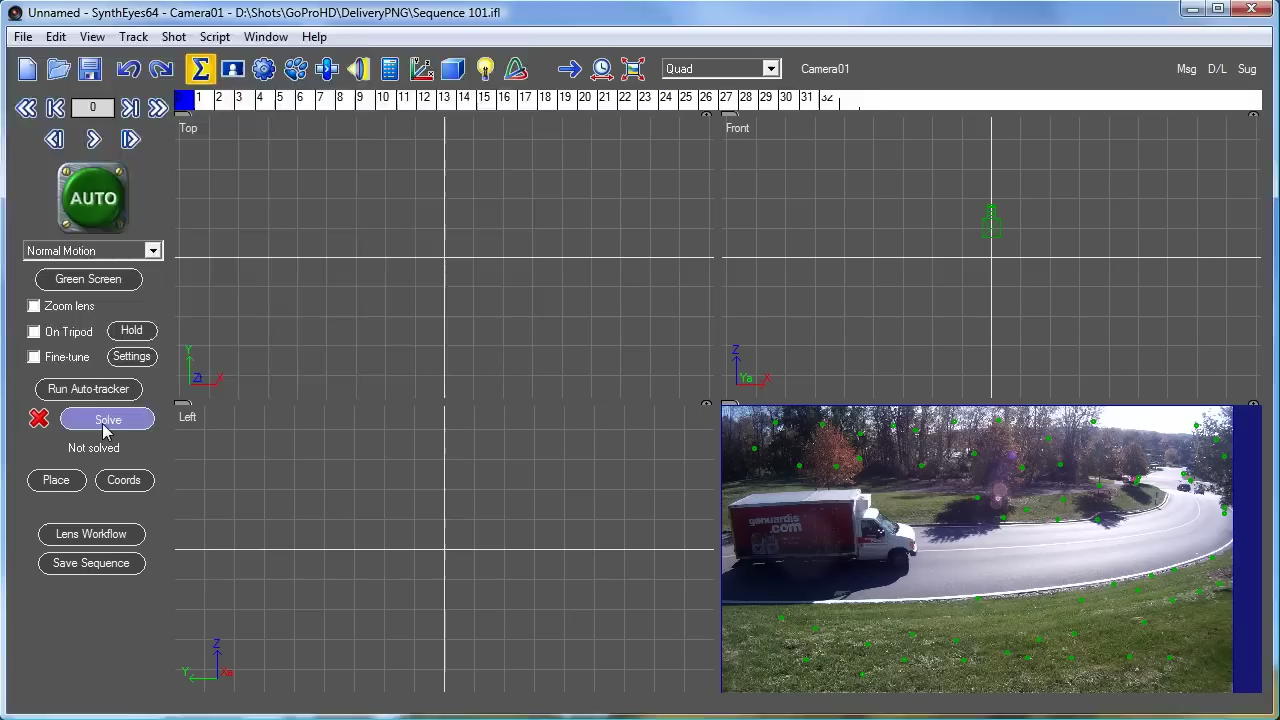 Unnamed - SynthEyes64 - Camera01 - D:\Shots\GoProHD\DeliveryPNG\Sequence 101.ifl
File Edit View Track Shot Script Window Help
Quad Camera01 Msg D/L Sug
0 1 2 3 4 5 6 7 8 9 10 11 12 13 14 15 16 17 18 19 20 21 22 23 24 25 26 27 28 29 30 31 32
Top Front
AUTO
Normal Motion
Green Screen
Zoom lens
On Tripod Hold
Fine-tune Settings
Y Z X
Z Ya X
Run Auto-tracker
Solve
Left
Not solved
Place Coords
genuardis
.com
Lens Workflow
Save Sequence
Z
Y Xa